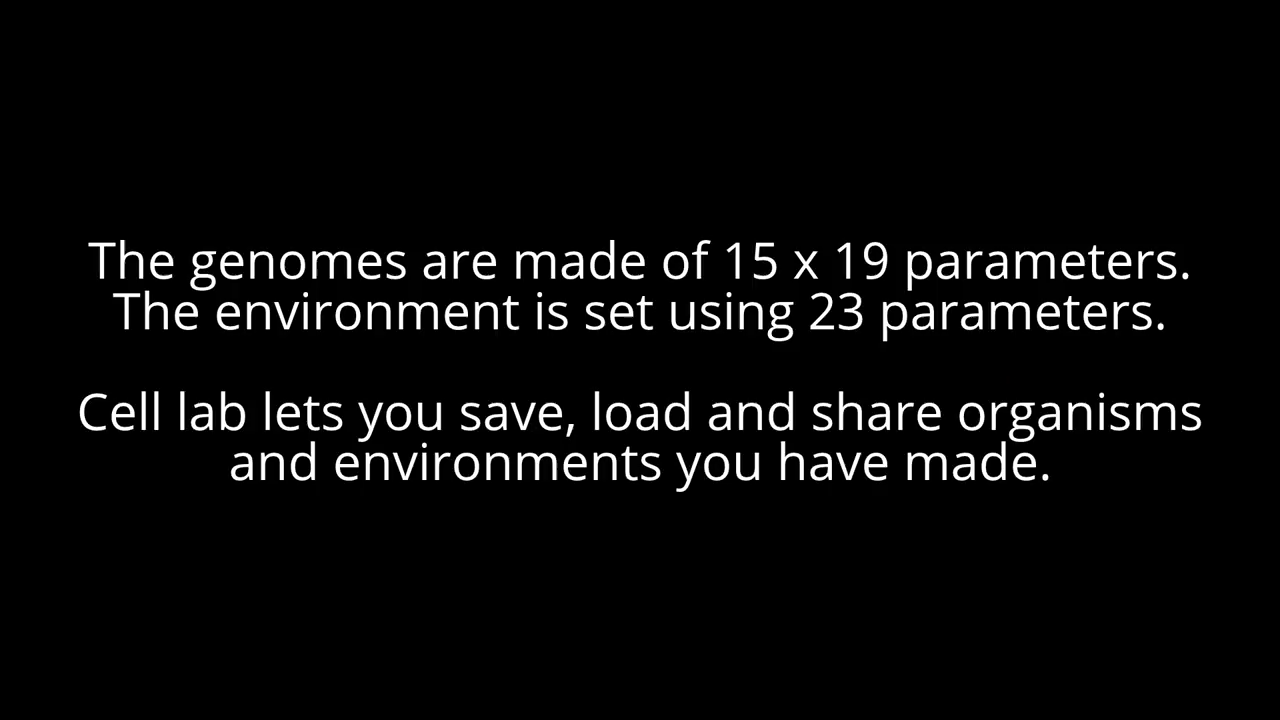 The genomes are made of 15 x 19 parameters.
The environment is set using 23 parameters.
Cell lab lets you save, load and share organisms
and environments you have made.